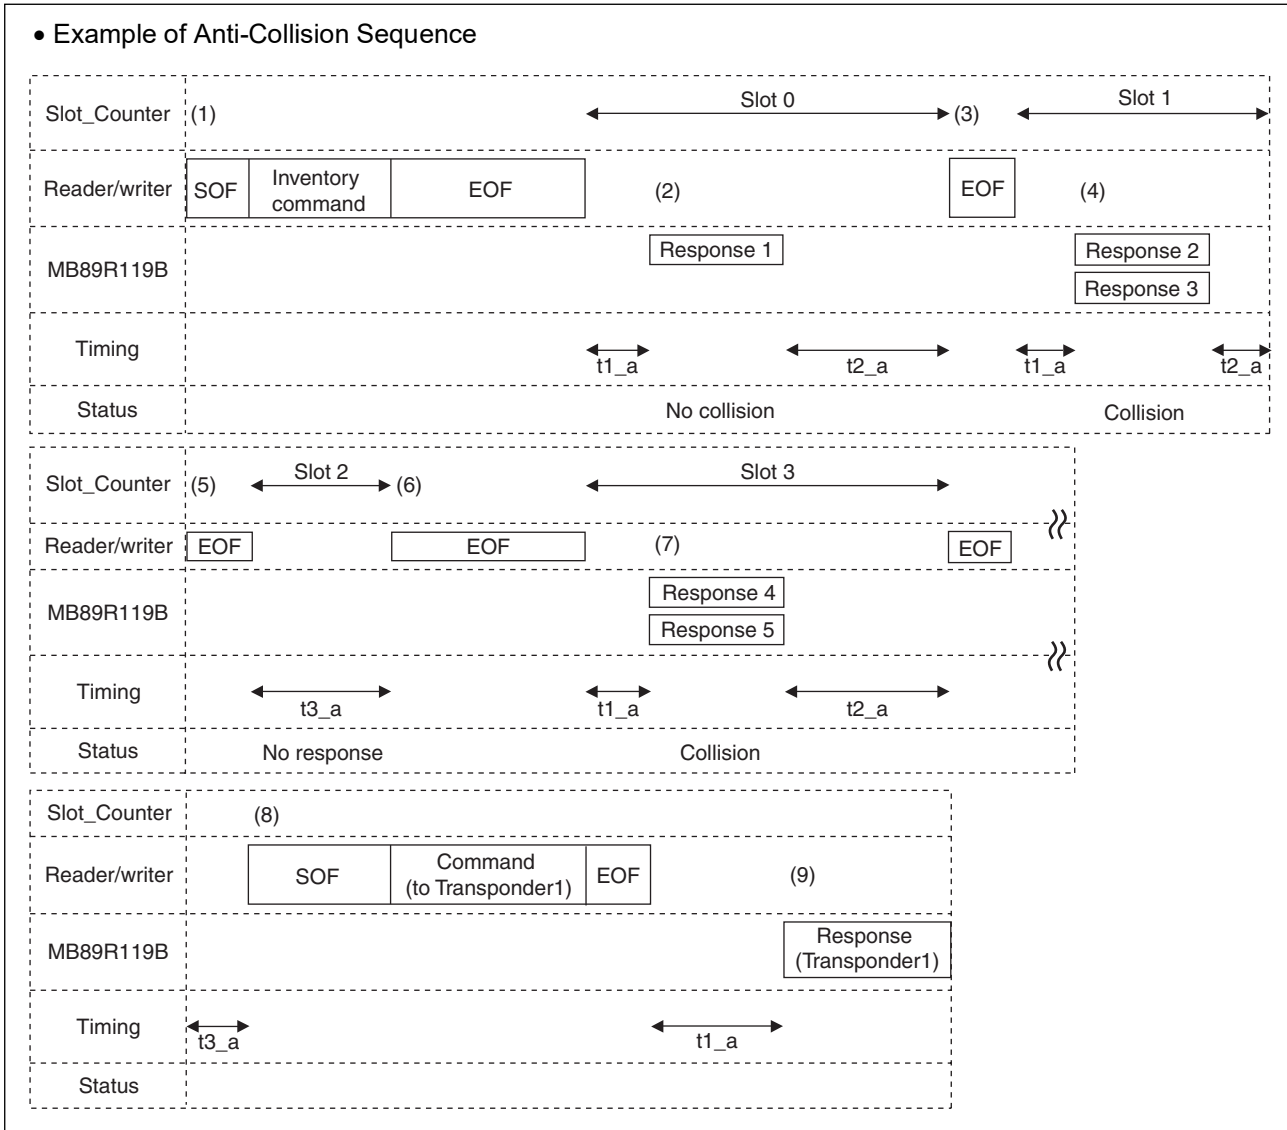 • Example of Anti-Collision Sequence
Slot_Counter (1) Slot 0 (3) Slot 1
Reader/writer SOF Inventory command EOF (2) EOF (4)
MB89R119B Response 1 Response 2
Response 3
Timing t1_a t2_a t1_a t2_a
Status No collision Collision
Slot_Counter (5) Slot 2 (6) Slot 3
Reader/writer EOF EOF (7) EOF
MB89R119B Response 4
Response 5
Timing t3_a t1_a t2_a
Status No response Collision
Slot_Counter (8)
Reader/writer SOF Command (to Transponder1) EOF (9)
MB89R119B Response (Transponder1)
Timing t3_a t1_a
Status